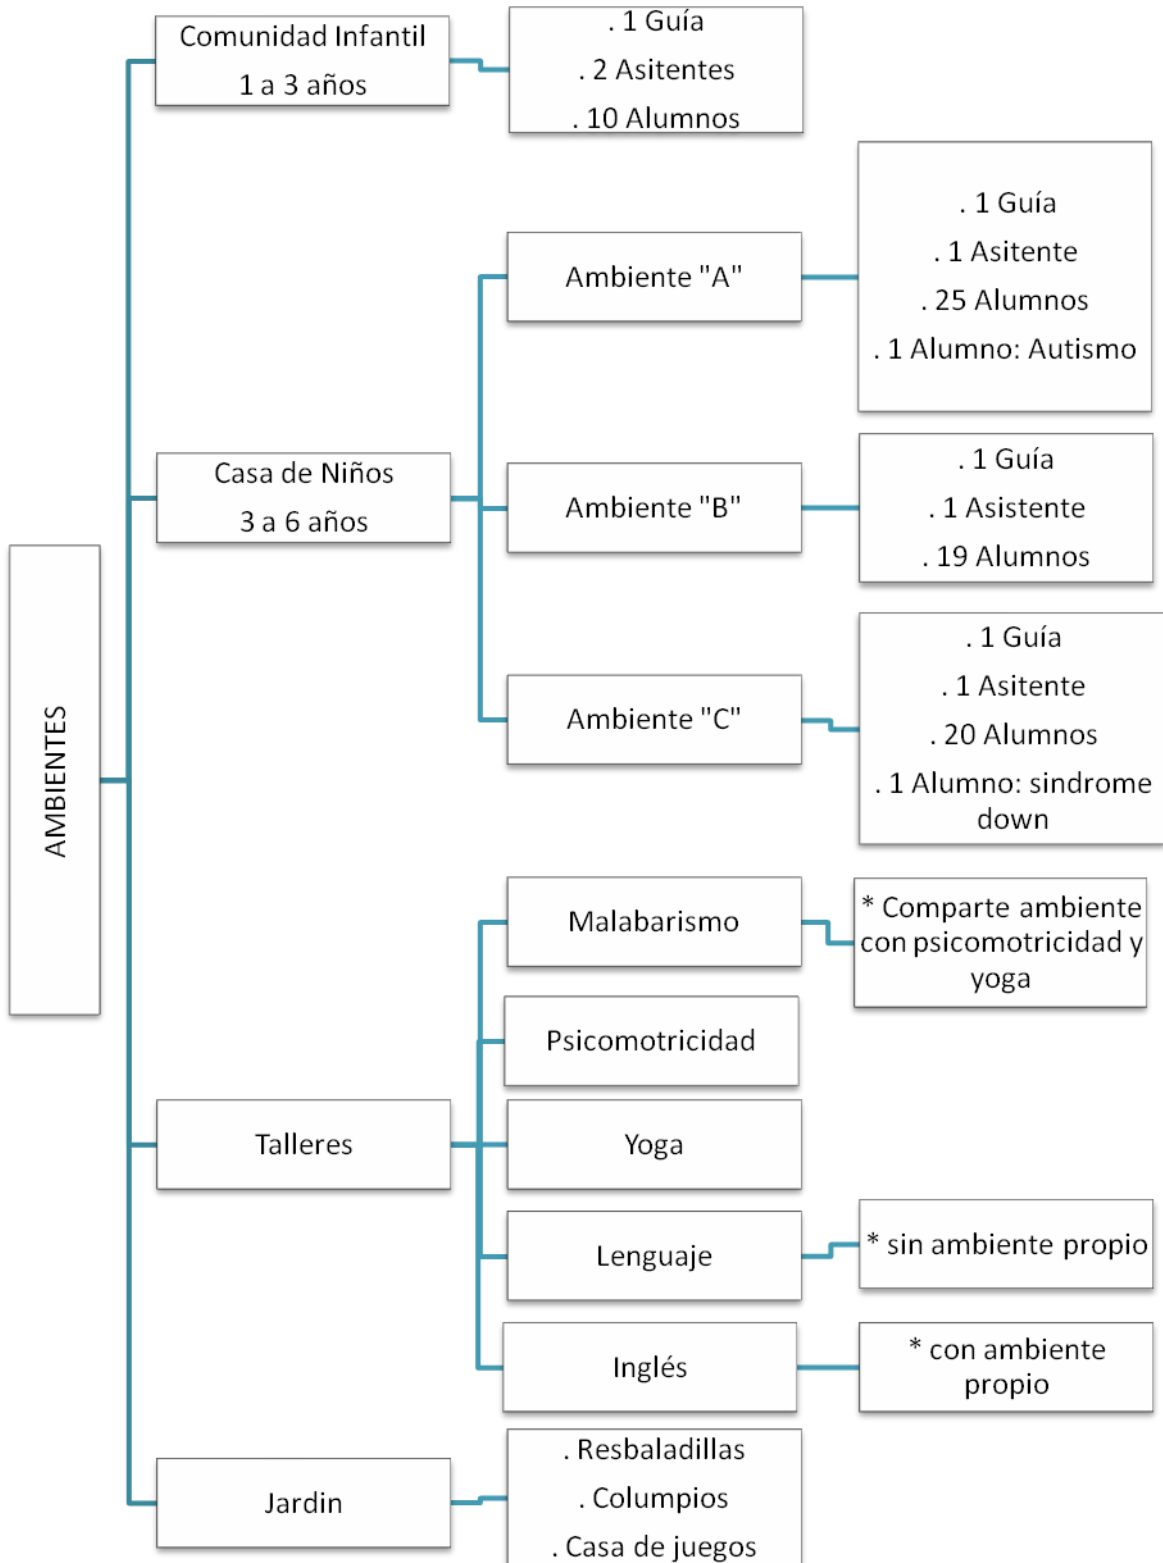 AMBIENTES
Comunidad Infantil
1 a 3 años
. 1 Guía
. 2 Asitentes
. 10 Alumnos
Casa de Niños
3 a 6 años
Ambiente "A"
. 1 Guía
. 1 Asitente
. 25 Alumnos
. 1 Alumno: Autismo
Ambiente "B"
. 1 Guía
. 1 Asistente
. 19 Alumnos
Ambiente "C"
. 1 Guía
. 1 Asitente
. 20 Alumnos
. 1 Alumno: sindrome
down
Talleres
Malabarismo
* Comparte ambiente
con psicomotricidad y
yoga
Psicomotricidad
Yoga
Lenguaje
* sin ambiente propio
Inglés
* con ambiente
propio
Jardin
. Resbaladillas
. Columpios
. Casa de juegos